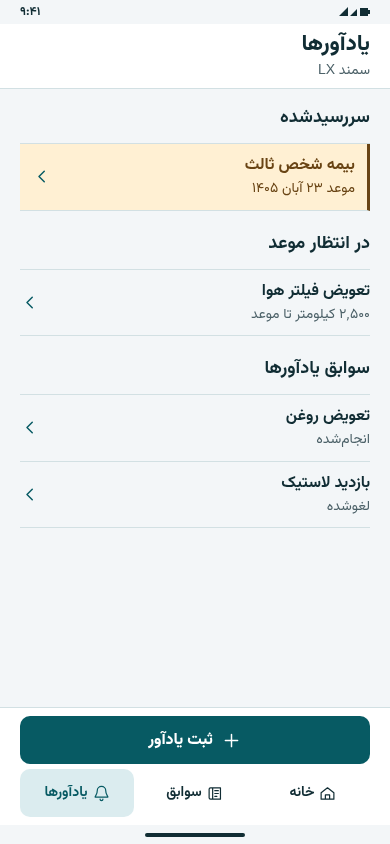 ۹:۴۱
یادآورها
سمند LX
سررسیدشده
بیمه شخص ثالث
موعد ۲۳ آبان ۱۴۰۵
در انتظار موعد
تعویض فیلتر هوا
۲,۵۰۰ کیلومتر تا موعد
سوابق یادآورها
تعویض روغن
انجام‌شده
بازدید لاستیک
لغوشده
ثبت یادآور
خانه
سوابق
یادآورها